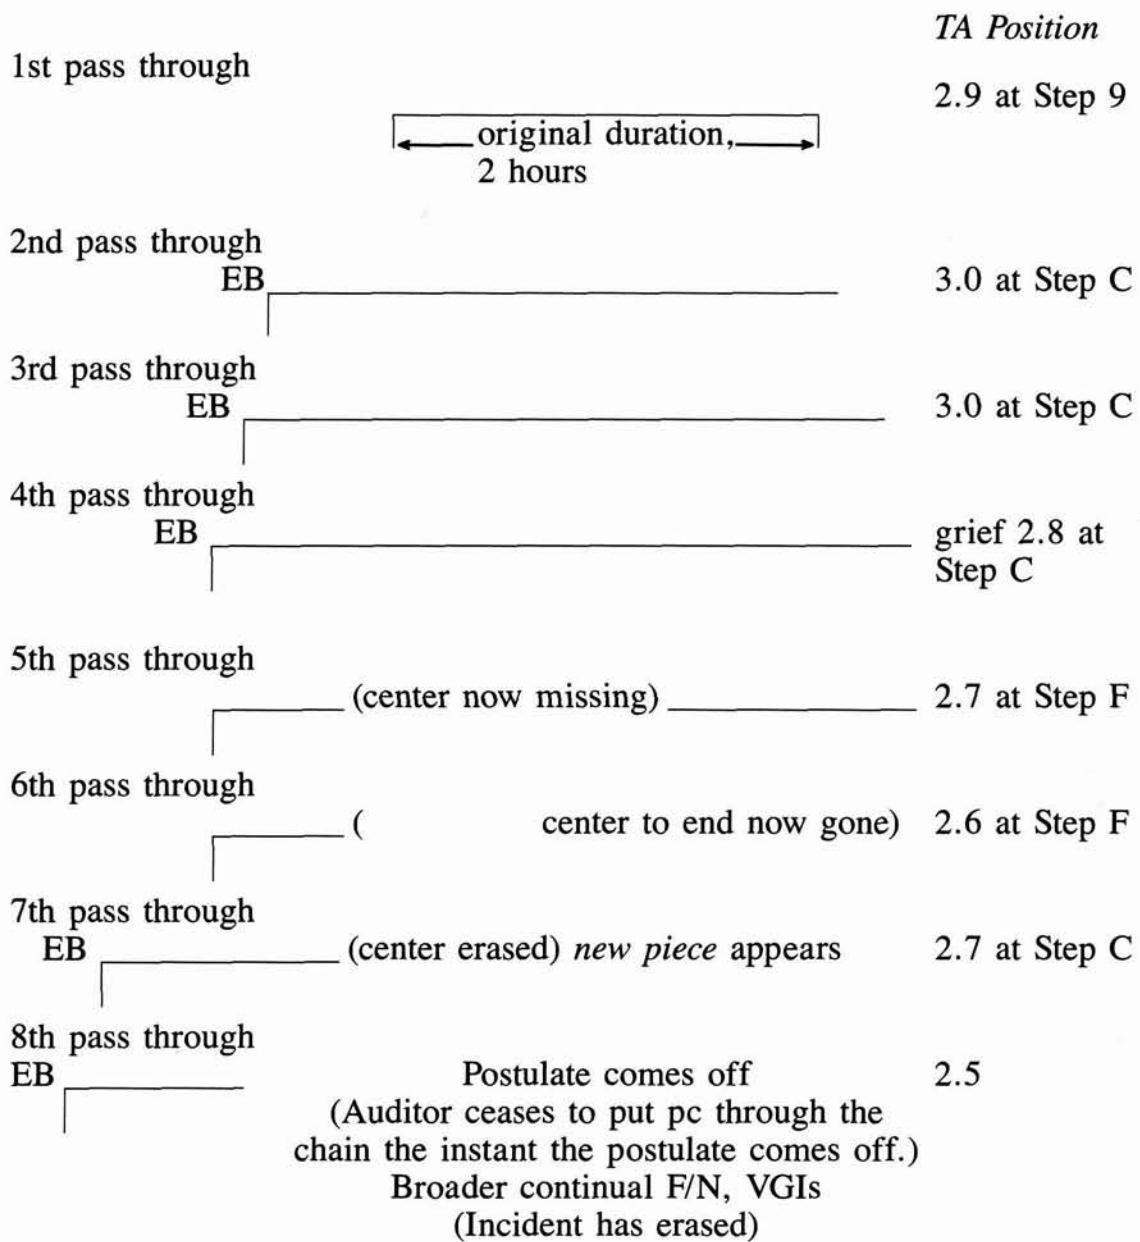 TA Position
1st pass through
2.9 at Step 9
original duration,
2 hours
2nd pass through
EB
3.0 at Step C
3rd pass through
EB
3.0 at Step C
4th pass through
EB
grief 2.8 at
Step C
5th pass through
(center now missing)
2.7 at Step F
6th pass through
( center to end now gone)
2.6 at Step F
7th pass through
EB
(center erased) new piece appears
2.7 at Step C
8th pass through
EB
Postulate comes off
2.5
(Auditor ceases to put pc through the
chain the instant the postulate comes off.)
Broader continual F/N, VGIs
(Incident has erased)